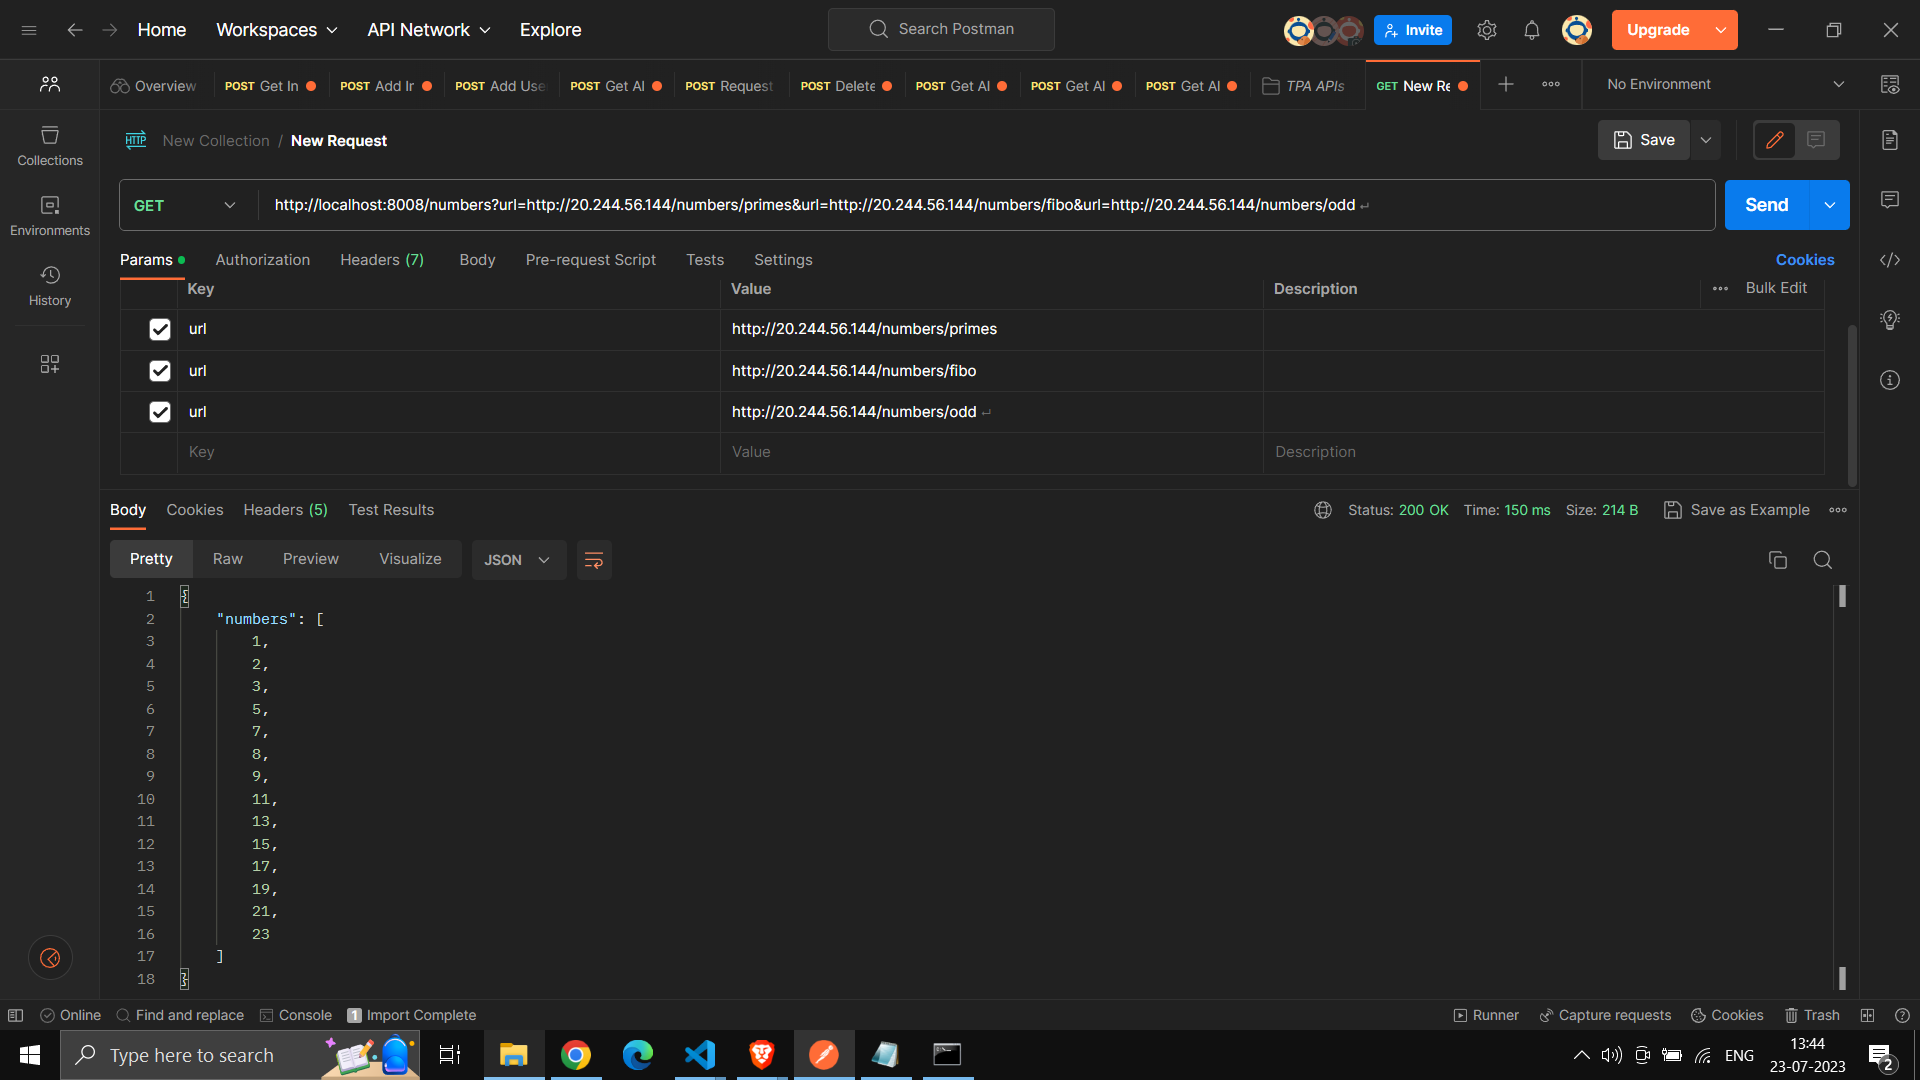 Home Workspaces API Network Explore Search Postman Invite Upgrade
Overview POST Get In POST Add Ir POST Add Use POST Get Al POST Request POST Delete POST Get Al POST Get Al POST Get Al TPA APIs GET New Re No Environment
HTTP New Collection / New Request Save
Collections
Environments
History
GET http://localhost:8008/numbers?url=http://20.244.56.144/numbers/primes&url=http://20.244.56.144/numbers/fibo&url=http://20.244.56.144/numbers/odd ↵ Send
Params Authorization Headers (7) Body Pre-request Script Tests Settings Cookies
Key Value Description Bulk Edit
url http://20.244.56.144/numbers/primes
url http://20.244.56.144/numbers/fibo
url http://20.244.56.144/numbers/odd ↵
Key Value Description
Body Cookies Headers (5) Test Results Status: 200 OK Time: 150 ms Size: 214 B Save as Example
Pretty Raw Preview Visualize JSON
1 {
2 "numbers": [
3 1,
4 2,
5 3,
6 5,
7 7,
8 8,
9 9,
10 11,
11 13,
12 15,
13 17,
14 19,
15 21,
16 23
17 ]
18 }
Online Find and replace Console 1 Import Complete Runner Capture requests Cookies Trash
Type here to search ENG 13:44
23-07-2023 2